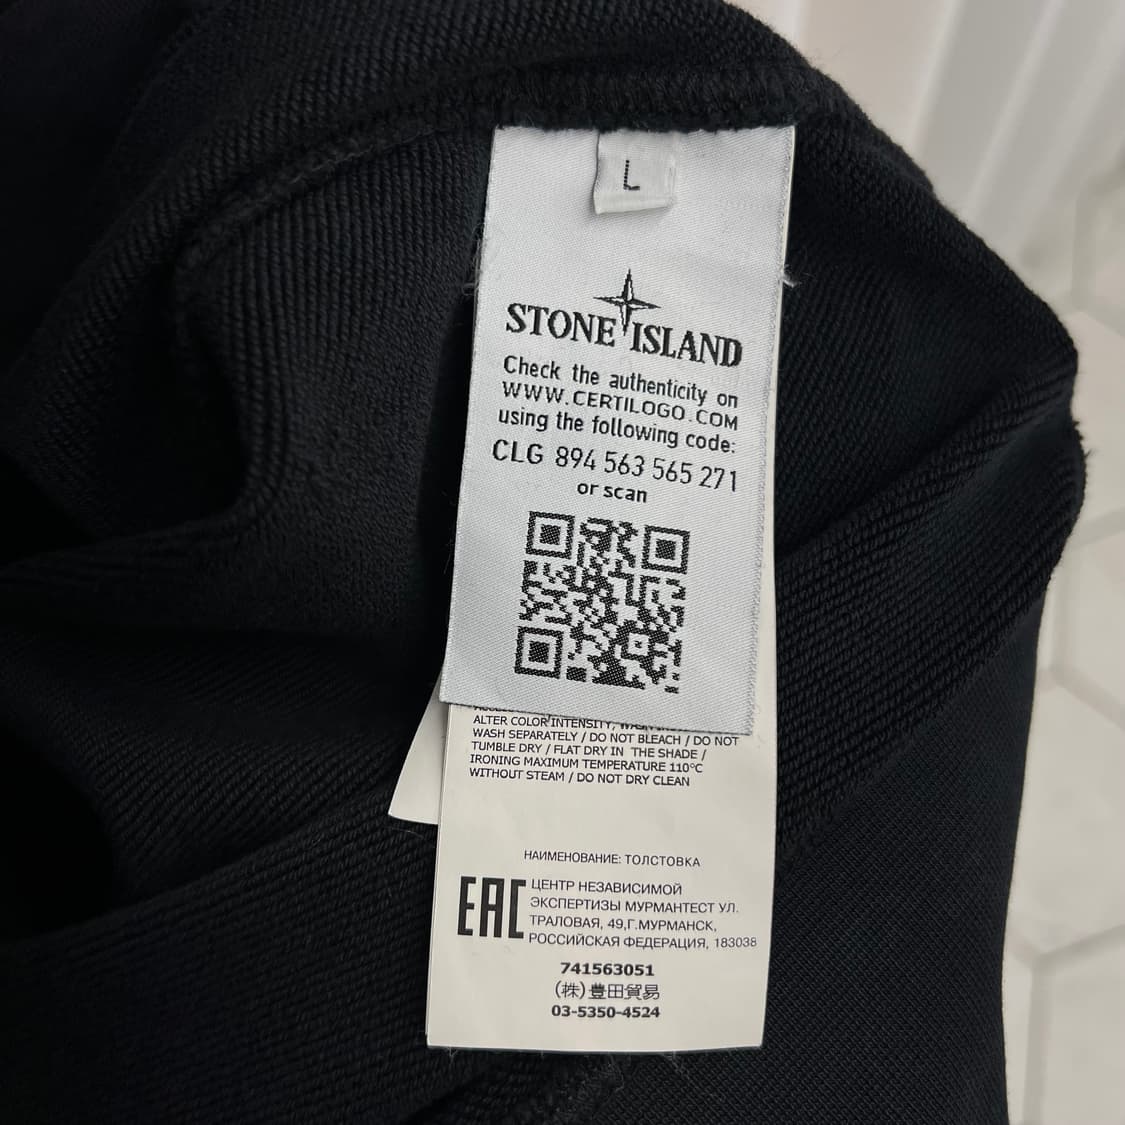 L
STONE ISLAND
Check the authenticity on
WWW.CERTILOGO.COM
using the following code:
CLG 894 563 565 271
or scan
ALTER COLOR INTENSITY,
WASH SEPARATELY / DO NOT BLEACH / DO NOT
TUMBLE DRY / FLAT DRY IN THE SHADE /
IRONING MAXIMUM TEMPERATURE 110°C
WITHOUT STEAM / DO NOT DRY CLEAN
НАИМЕНОВАНИЕ: ТОЛСТОВКА
EAC ЦЕНТР НЕЗАВИСИМОЙ
ЭКСПЕРТИЗЫ МУРМАНТЕСТ УЛ.
ТРАЛОВАЯ, 49,Г.МУРМАНСК,
РОССИЙСКАЯ ФЕДЕРАЦИЯ, 183038
741563051
(株)豊田貿易
03-5350-4524